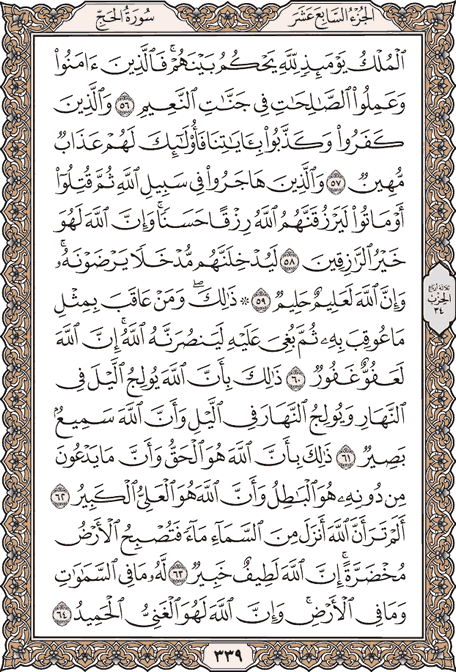 الجزء السابع عشر
سورة الحج
ٱلۡمُلۡكُ يَوۡمَئِذٖ لِّلَّهِ يَحۡكُمُ بَيۡنَهُمۡۚ فَٱلَّذِينَ ءَامَنُواْ
وَعَمِلُواْ ٱلصَّٰلِحَٰتِ فِي جَنَّٰتِ ٱلنَّعِيمِ ٥٦ وَٱلَّذِينَ
كَفَرُواْ وَكَذَّبُواْ بِـَٔايَٰتِنَا فَأُوْلَٰٓئِكَ لَهُمۡ عَذَابٞ
مُّهِينٞ ٥٧ وَٱلَّذِينَ هَاجَرُواْ فِي سَبِيلِ ٱللَّهِ ثُمَّ قُتِلُوٓاْ
أَوۡ مَاتُواْ لَيَرۡزُقَنَّهُمُ ٱللَّهُ رِزۡقًا حَسَنٗاۚ وَإِنَّ ٱللَّهَ لَهُوَ
خَيۡرُ ٱلرَّٰزِقِينَ ٥٨ لَيُدۡخِلَنَّهُم مُّدۡخَلٗا يَرۡضَوۡنَهُۥۚ
وَإِنَّ ٱللَّهَ لَعَلِيمٌ حَلِيمٞ ٥٩ ۞ ذَٰلِكَۖ وَمَنۡ عَاقَبَ بِمِثۡلِ
مَا عُوقِبَ بِهِۦ ثُمَّ بُغِيَ عَلَيۡهِ لَيَنصُرَنَّهُ ٱللَّهُۚ إِنَّ ٱللَّهَ
لَعَفُوٌّ غَفُورٞ ٦٠ ذَٰلِكَ بِأَنَّ ٱللَّهَ يُولِجُ ٱلَّيۡلَ فِي
ٱلنَّهَارِ وَيُولِجُ ٱلنَّهَارَ فِي ٱلَّيۡلِ وَأَنَّ ٱللَّهَ سَمِيعُۢ
بَصِيرٞ ٦١ ذَٰلِكَ بِأَنَّ ٱللَّهَ هُوَ ٱلۡحَقُّ وَأَنَّ مَا يَدۡعُونَ
مِن دُونِهِۦ هُوَ ٱلۡبَٰطِلُ وَأَنَّ ٱللَّهَ هُوَ ٱلۡعَلِيُّ ٱلۡكَبِيرُ ٦٢
أَلَمۡ تَرَ أَنَّ ٱللَّهَ أَنزَلَ مِنَ ٱلسَّمَآءِ مَآءٗ فَتُصۡبِحُ ٱلۡأَرۡضُ
مُخۡضَرَّةًۚ إِنَّ ٱللَّهَ لَطِيفٌ خَبِيرٞ ٦٣ لَّهُۥ مَا فِي ٱلسَّمَٰوَٰتِ
وَمَا فِي ٱلۡأَرۡضِۚ وَإِنَّ ٱللَّهَ لَهُوَ ٱلۡغَنِيُّ ٱلۡحَمِيدُ ٦٤
ثلاثة أرباع
الحزب
٣٤
٣٣٩